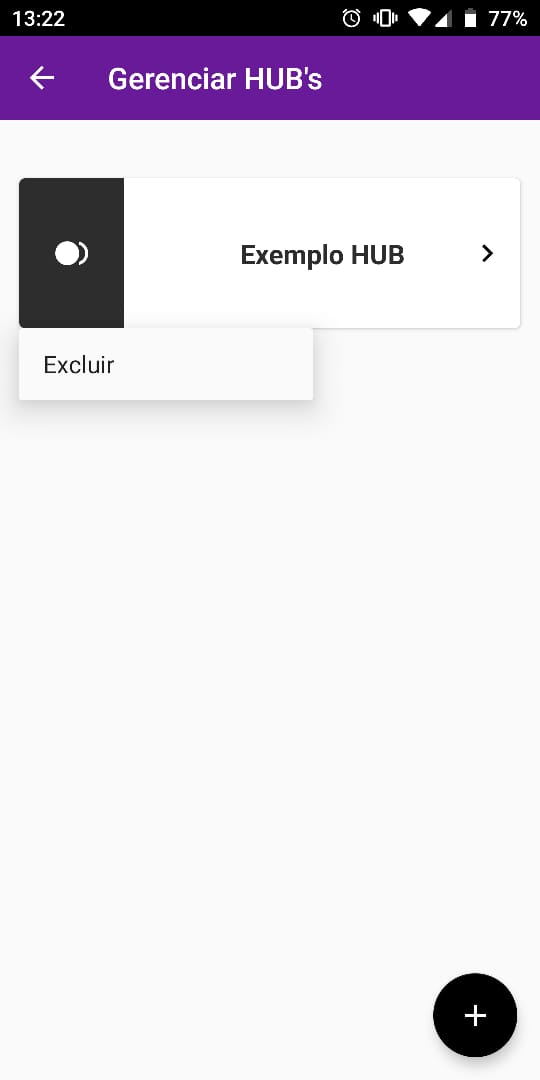 13:22
77%
Gerenciar HUB's
Exemplo HUB
Excluir